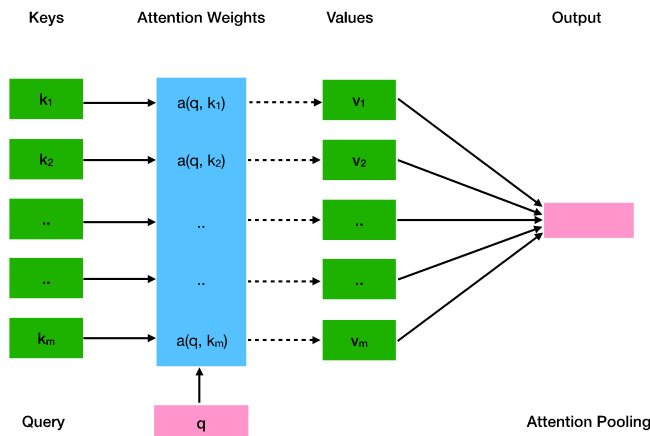 Keys Attention Weights Values Output
k₁ a(q, k₁) v₁
k₂ a(q, k₂) v₂
.. .. ..
.. .. ..
kₘ a(q, kₘ) vₘ
Query q Attention Pooling